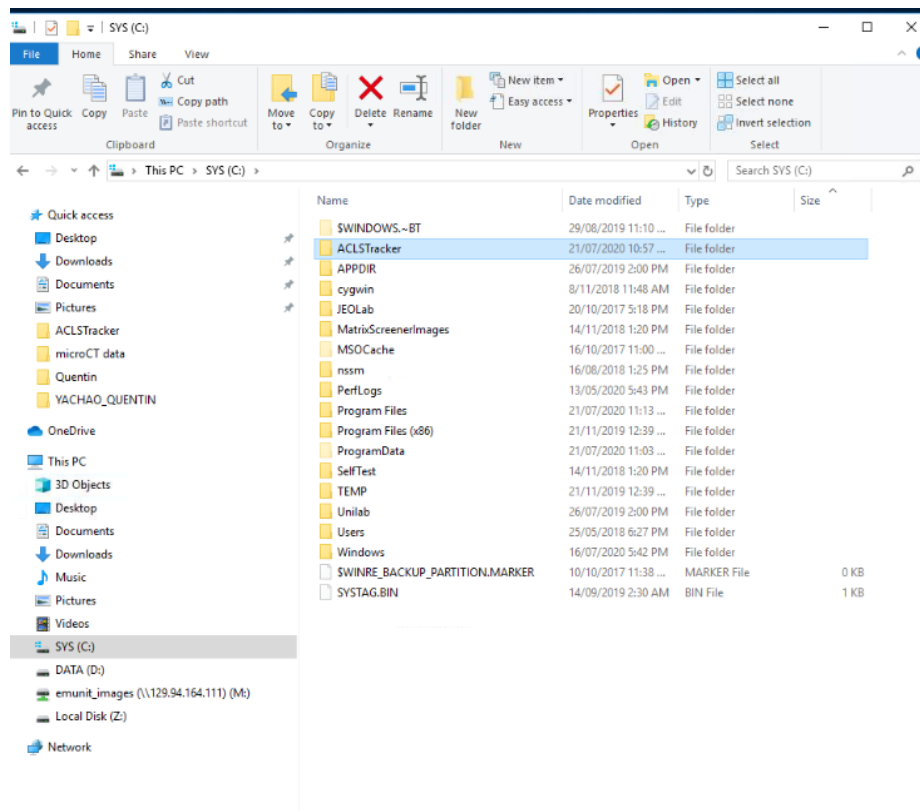 SYS (C:)
File Home Share View
Pin to Quick access
Copy
Paste
Cut
Copy path
Paste shortcut
Clipboard
Move to
Copy to
Delete
Rename
Organize
New folder
New item
Easy access
New
Properties
Open
Edit
History
Open
Select all
Select none
Invert selection
Select
This PC > SYS (C:) >
Search SYS (C:)
Quick access
Desktop
Downloads
Documents
Pictures
ACLSTracker
microCT data
Quentin
YACHAO_QUENTIN
OneDrive
This PC
3D Objects
Desktop
Documents
Downloads
Music
Pictures
Videos
SYS (C:)
DATA (D:)
emunit_images (\\129.94.164.111) (M:)
Local Disk (Z:)
Network
Name Date modified Type Size
$WINDOWS.~BT 29/08/2019 11:10 ... File folder
ACLSTracker 21/07/2020 10:57 ... File folder
APPDIR 26/07/2019 2:00 PM File folder
cygwin 8/11/2018 11:48 AM File folder
JEOLab 20/10/2017 5:18 PM File folder
MatrixScreenerImages 14/11/2018 1:20 PM File folder
MSOCache 16/10/2017 11:00 ... File folder
nssm 16/08/2018 1:25 PM File folder
PerfLogs 13/05/2020 5:43 PM File folder
Program Files 21/07/2020 11:13 ... File folder
Program Files (x86) 21/11/2019 12:39 ... File folder
ProgramData 21/07/2020 11:03 ... File folder
SelfTest 14/11/2018 1:20 PM File folder
TEMP 21/11/2019 12:39 ... File folder
Unilab 26/07/2019 2:00 PM File folder
Users 25/05/2018 6:27 PM File folder
Windows 16/07/2020 5:42 PM File folder
$WINRE_BACKUP_PARTITION.MARKER 10/10/2017 11:38 ... MARKER File 0 KB
SYSTAG.BIN 14/09/2019 2:30 AM BIN File 1 KB